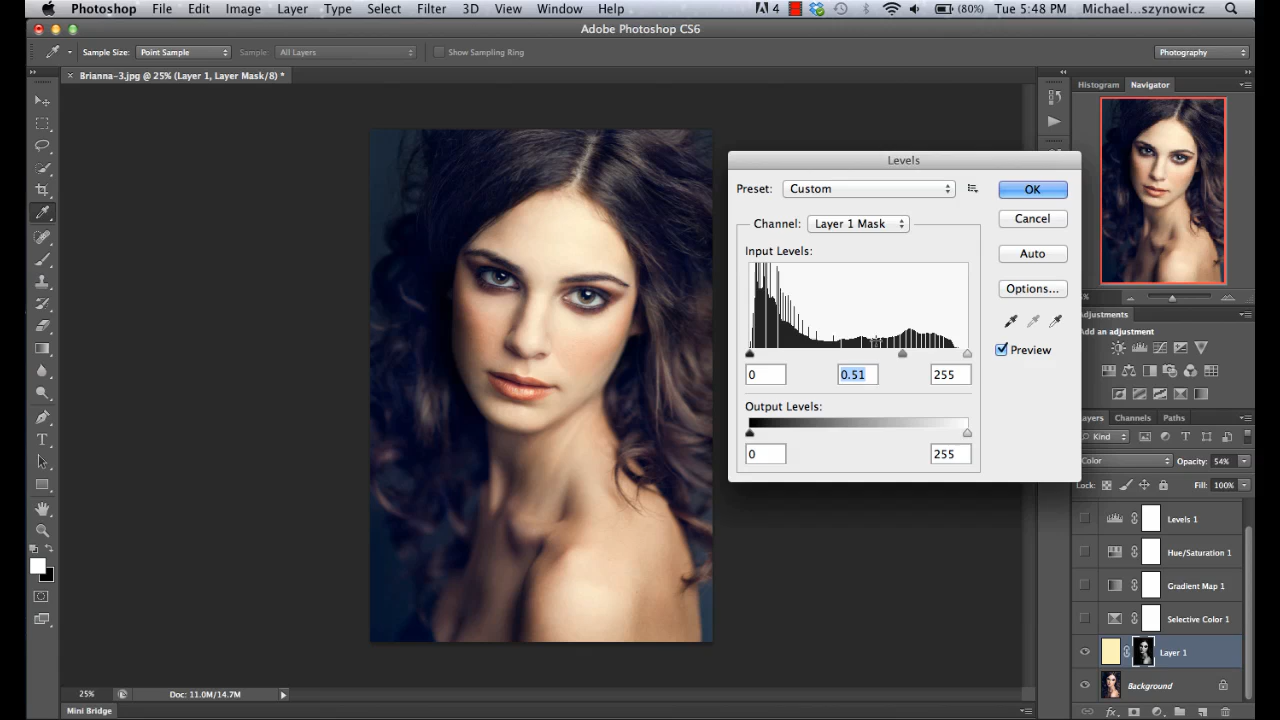 Photoshop File Edit Image Layer Type Select Filter 3D View Window Help 4 (80%) Tue 5:48 PM Michael...szynowicz
Adobe Photoshop CS6
Sample Size: Point Sample Sample: All Layers Show Sampling Ring Photography
× Brianna-3.jpg @ 25% (Layer 1, Layer Mask/8) *
Histogram Navigator
Levels
Preset: Custom OK
Channel: Layer 1 Mask Cancel
Input Levels:
Auto
Options...
Preview
0 0.51 255
Output Levels:
0 255
Adjustments
Add an adjustment
Channels Paths
Kind
Color Opacity: 54%
Lock: Fill: 100%
Levels 1
Hue/Saturation 1
Gradient Map 1
Selective Color 1
Layer 1
Background
25% Doc: 11.0M/14.7M
Mini Bridge
fx